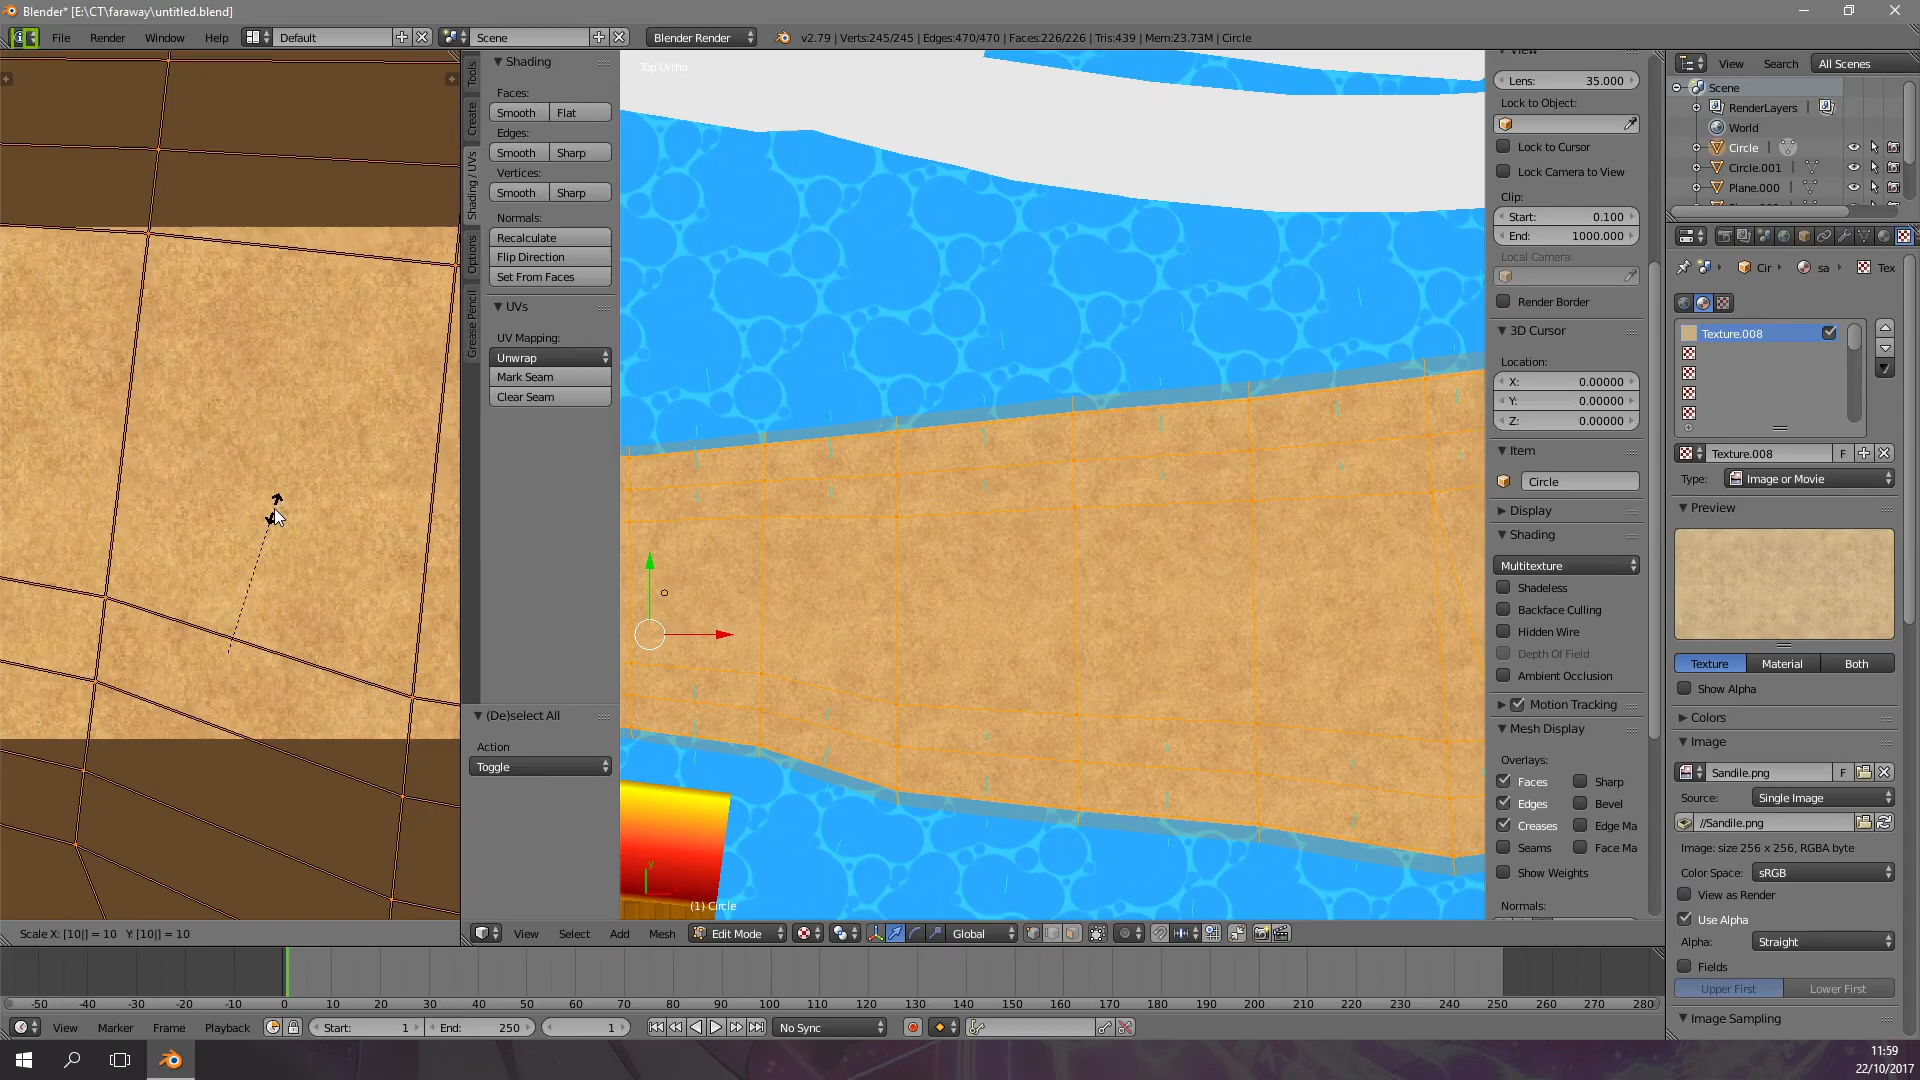 Blender* [E:\CT\faraway\untitled.blend]
File Render Window Help Default Scene Blender Render v2.79 | Verts:245/245 | Edges:470/470 | Faces:226/226 | Tris:439 | Mem:23.73M | Circle
Tools
Create
Shading / UVs
Options
Grease Pencil
Shading
Faces:
Smooth Flat
Edges:
Smooth Sharp
Vertices:
Smooth Sharp
Normals:
Recalculate
Flip Direction
Set From Faces
UVs
UV Mapping:
Unwrap
Mark Seam
Clear Seam
(De)select All
Action
Toggle
Top Ortho
y
(1) Circle
View
Lens: 35.000
Lock to Object:
Lock to Cursor
Lock Camera to View
Clip:
Start: 0.100
End: 1000.000
Local Camera:
Render Border
3D Cursor
Location:
X: 0.00000
Y: 0.00000
Z: 0.00000
Item
Circle
Display
Shading
Multitexture
Shadeless
Backface Culling
Hidden Wire
Depth Of Field
Ambient Occlusion
Motion Tracking
Mesh Display
Overlays:
Faces Sharp
Edges Bevel
Creases Edge Ma
Seams Face Ma
Show Weights
Normals:
View Search All Scenes
Scene
RenderLayers
World
Circle
Circle.001
Plane.000
Cir sa Tex
Texture.008
Texture.008 F
Type: Image or Movie
Preview
Texture Material Both
Show Alpha
Colors
Image
Sandile.png F
Source: Single Image
//Sandile.png
Image: size 256 x 256, RGBA byte
Color Space: sRGB
View as Render
Use Alpha
Alpha: Straight
Fields
Upper First Lower First
Image Sampling
Scale X: [10|] = 10 Y: [10|] = 10
View Select Add Mesh Edit Mode Global
-50 -40 -30 -20 -10 0 10 20 30 40 50 60 70 80 90 100 110 120 130 140 150 160 170 180 190 200 210 220 230 240 250 260 270 280
View Marker Frame Playback Start: 1 End: 250 1 No Sync
11:59
22/10/2017